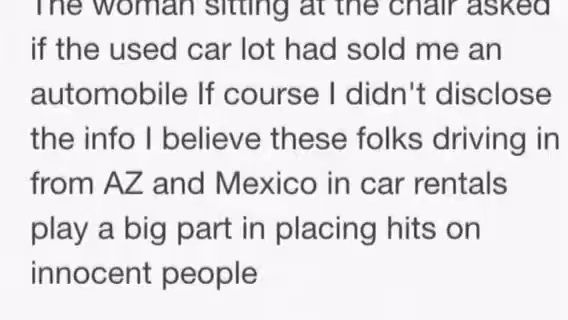 The woman sitting at the chair asked
if the used car lot had sold me an
automobile If course I didn't disclose
the info I believe these folks driving in
from AZ and Mexico in car rentals
play a big part in placing hits on
innocent people